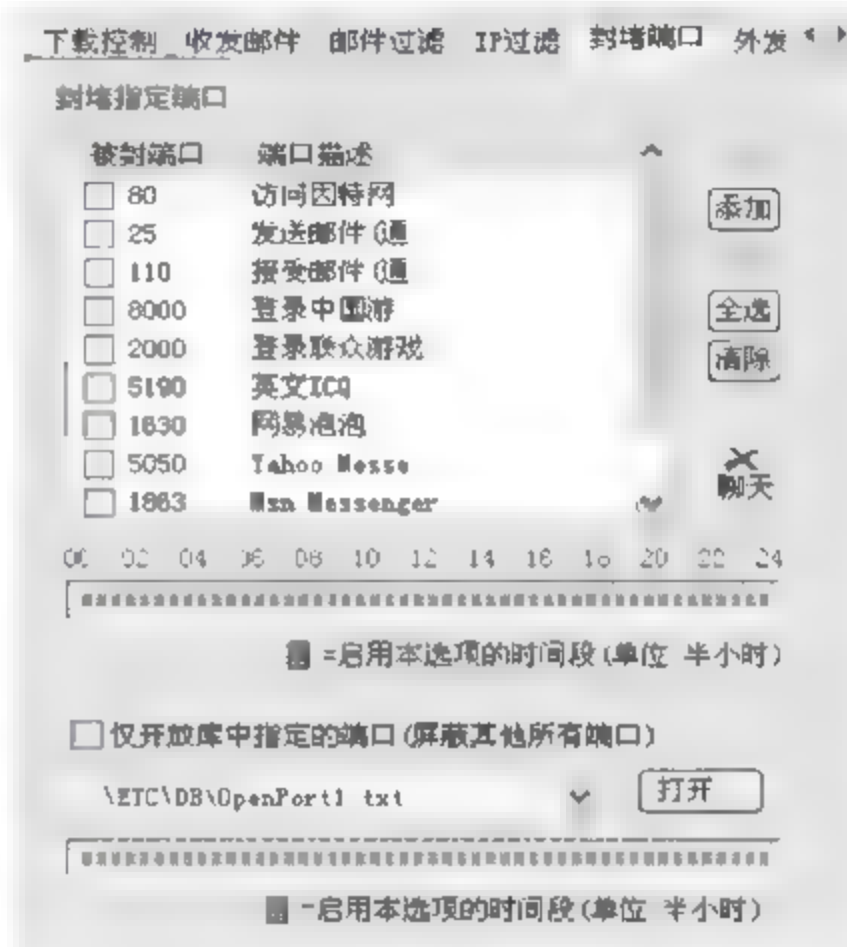 下载控制 收发邮件 邮件过滤 IP过滤 封堵端口 外发
封堵指定端口
被封端口 端口描述
80 访问因特网
添加
25 发送邮件(通
110 接受邮件(通
8000 登录中国游
全选
2000 登录联众游戏
清除
5190 英文ICQ
1630 网易泡泡
5050 Yahoo Messe
聊天
1863 Msn Messenger
00 02 04 06 08 10 12 14 16 18 20 22 24
=启用本选项的时间段(单位 半小时)
仅开放库中指定的端口(屏蔽其他所有端口)
\ETC\DB\OpenPort1 txt 打开
=启用本选项的时间段(单位 半小时)